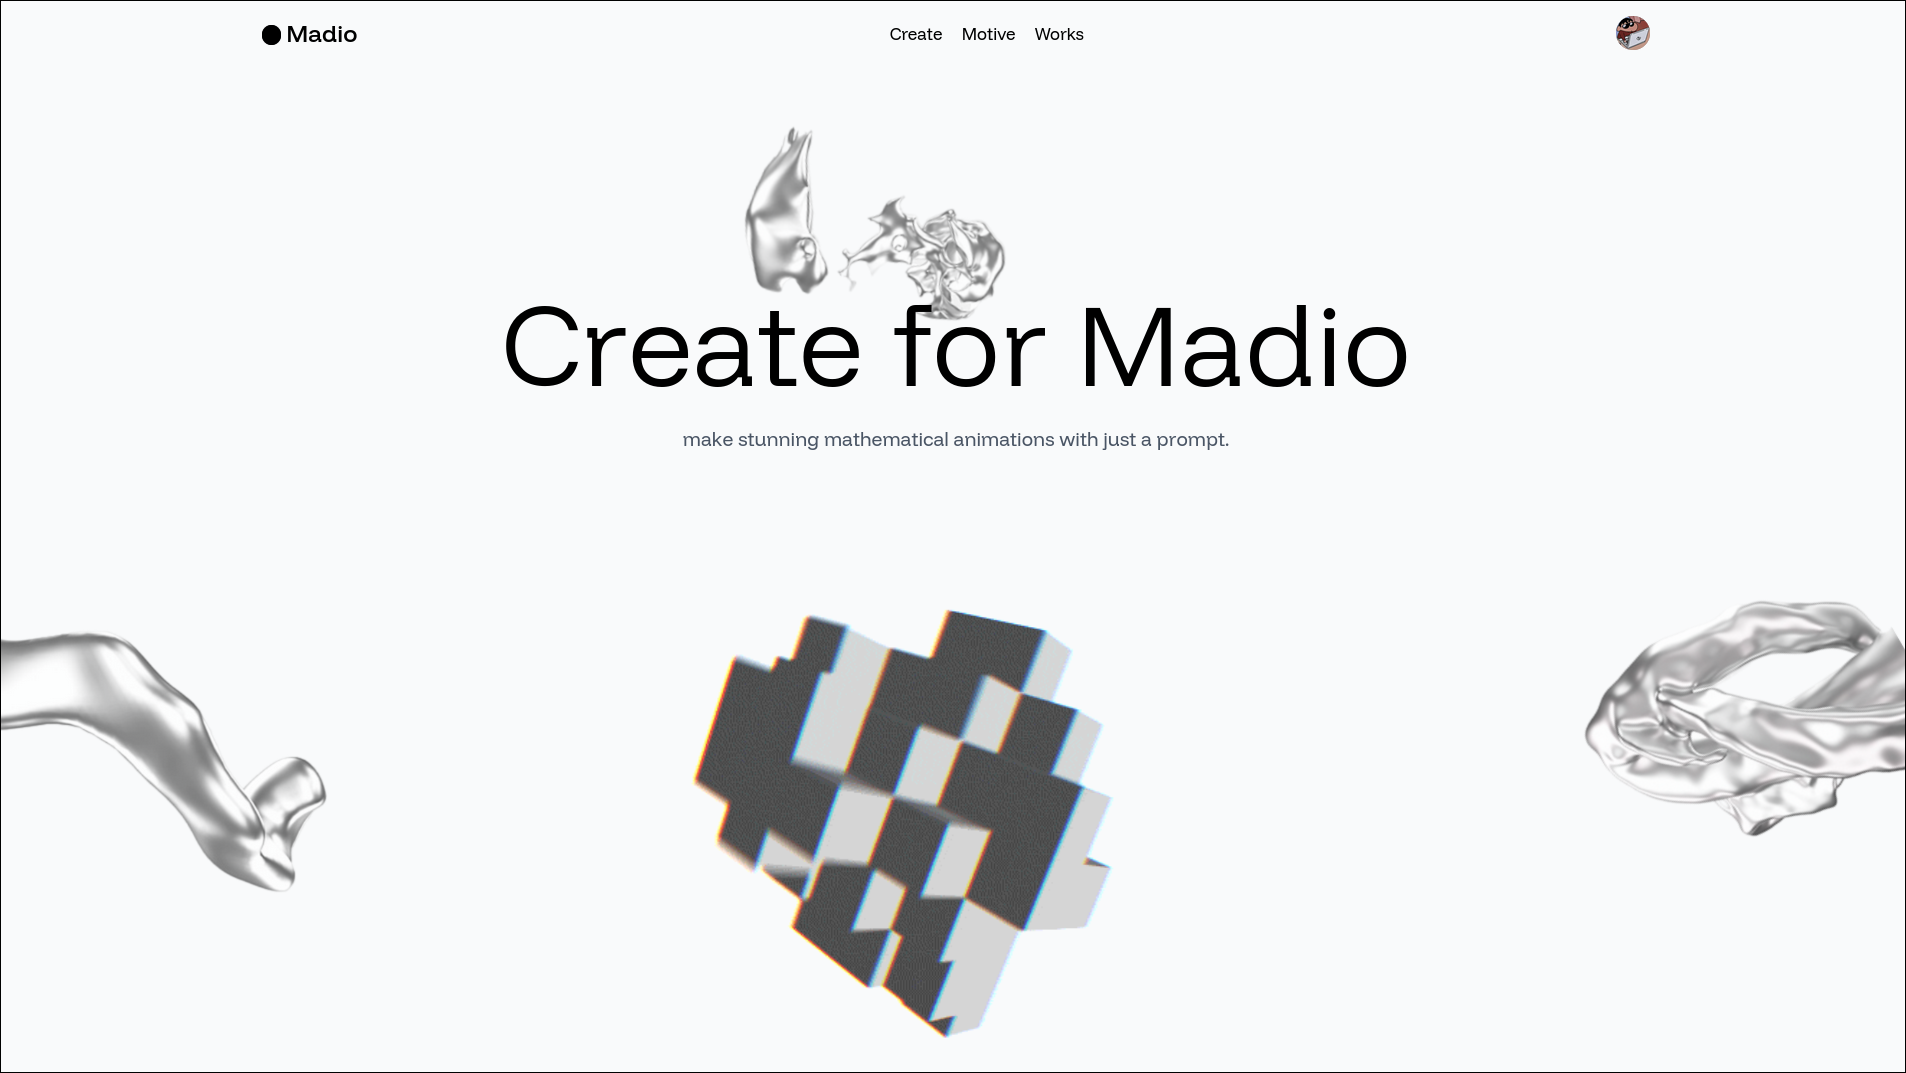 Madio
Create Motive Works
Create for Madio
make stunning mathematical animations with just a prompt.